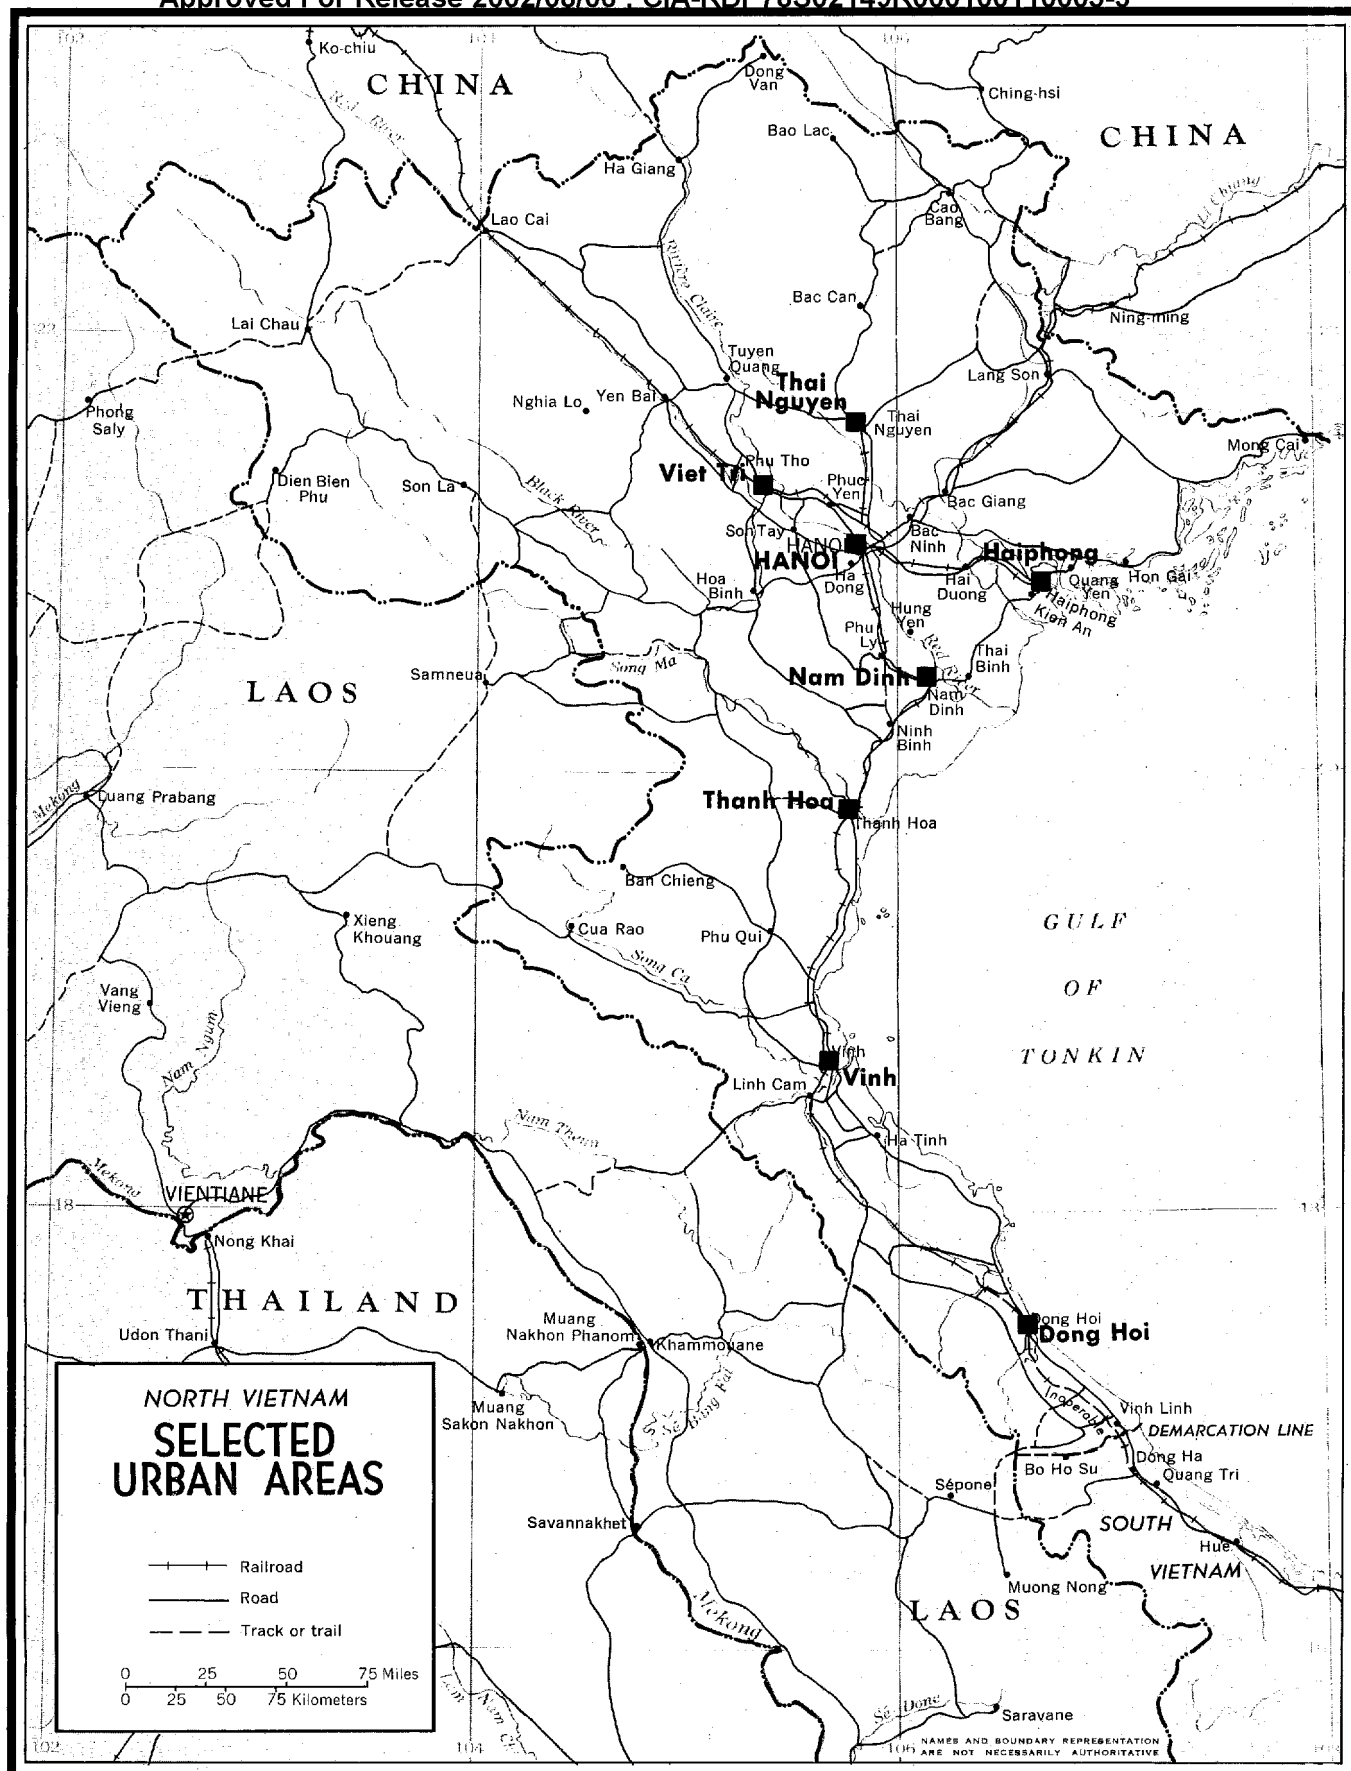 Approved For Release 2002/08/06 : CIA-RDP78S02149R000100110003-3
102
104
106
Ko-chiu
CHINA
Red River
Dong
Van
Ching-hsi
Bao Lac
CHINA
Ha Giang
Lao Cai
Cao
Bang
Rivière Claire
Bac Can
Ning-ming
Lai Chau
22
Tuyen
Quang
Thai
Nguyen
Lang Son
Nghia Lo
Yen Bai
Phong
Saly
Thai
Nguyen
Mong Cai
Viet Tri
Phu Tho
Dien Bien
Phu
Son La
Black River
Phuc
Yen
Bac Giang
Son Tay
HANOI
HANOI
Bac
Ninh
Haiphong
Hoa
Binh
Ha
Dong
Hai
Duong
Quang
Yen
Hon Gai
Haiphong
Kien An
Hung
Yen
Phu
Ly
Red River
Thai
Binh
Song Ma
Samneua
LAOS
Nam Dinh
Nam
Dinh
Ninh
Binh
Mekong
Luang Prabang
Thanh Hoa
Thanh Hoa
Ban Chieng
Xieng
Khouang
Cua Rao
Phu Qui
Song Ca
GULF
OF
TONKIN
Vang
Vieng
Nam Ngum
Vinh
Vinh
Linh Cam
Nam Theun
Ha Tinh
Mekong
VIENTIANE
18
18
Nong Khai
THAILAND
Udon Thani
Muang
Nakhon Phanom
Khammouane
Dong Hoi
Dong Hoi
Muang
Sakon Nakhon
Se Bang Fai
Inoperable
Vinh Linh
DEMARCATION LINE
Bo Ho Su
Dong Ha
Quang Tri
Sépone
Savannakhet
SOUTH
VIETNAM
Hue
Muong Nong
LAOS
Mekong
Se Done
Saravane
NORTH VIETNAM
SELECTED
URBAN AREAS
Railroad
Road
Track or trail
0 25 50 75 Miles
0 25 50 75 Kilometers
102
104
106
108
NAMES AND BOUNDARY REPRESENTATION
ARE NOT NECESSARILY AUTHORITATIVE